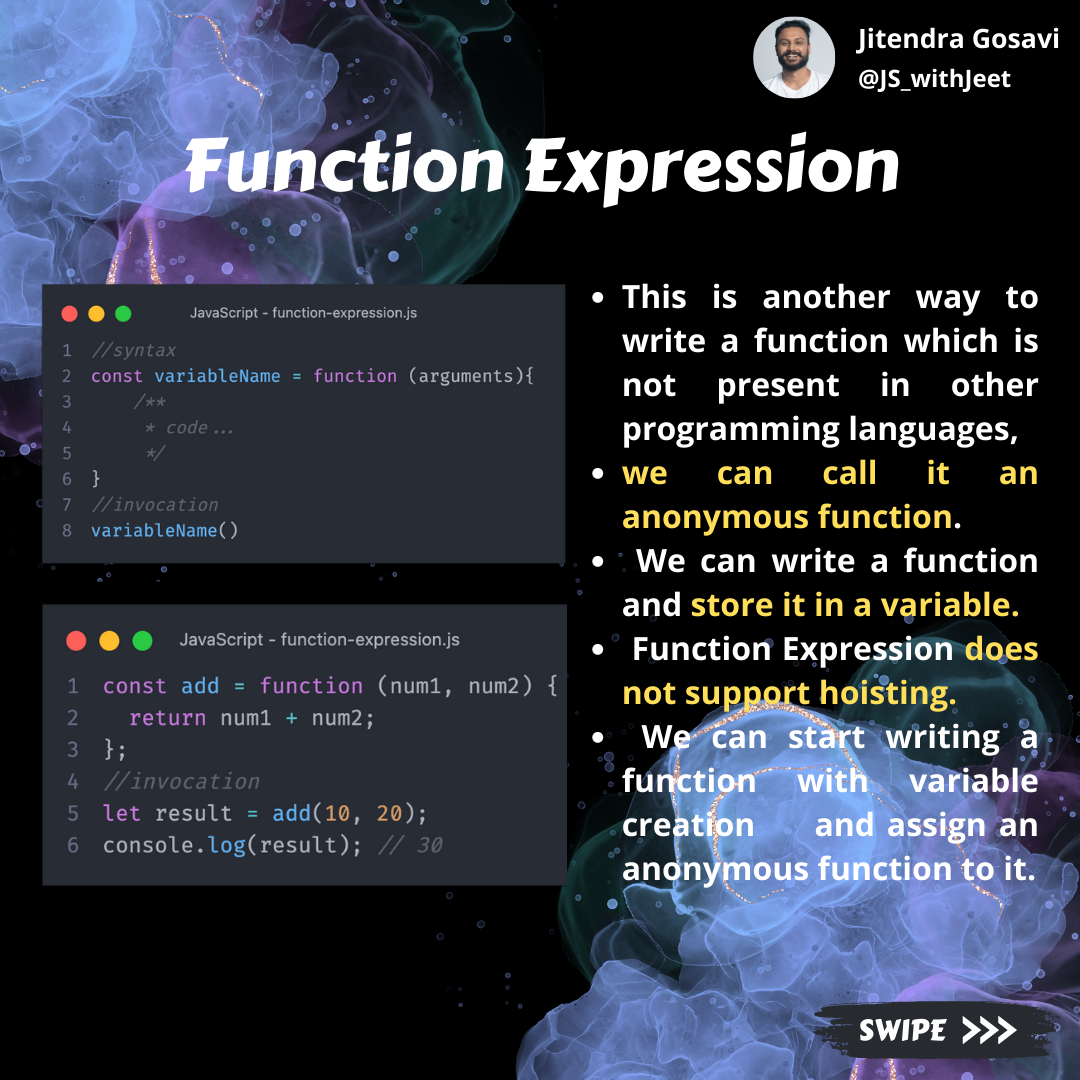 Jitendra Gosavi
@JS_withJeet
Function Expression
JavaScript - function-expression.js
1 //syntax
2 const variableName = function (arguments){
3 /**
4 * code...
5 */
6 }
7 //invocation
8 variableName()
JavaScript - function-expression.js
1 const add = function (num1, num2) {
2 return num1 + num2;
3 };
4 //invocation
5 let result = add(10, 20);
6 console.log(result); // 30
• This is another way to
write a function which is
not present in other
programming languages,
• we can call it an
anonymous function.
• We can write a function
and store it in a variable.
• Function Expression does
not support hoisting.
• We can start writing a
function with variable
creation and assign an
anonymous function to it.
SWIPE >>>